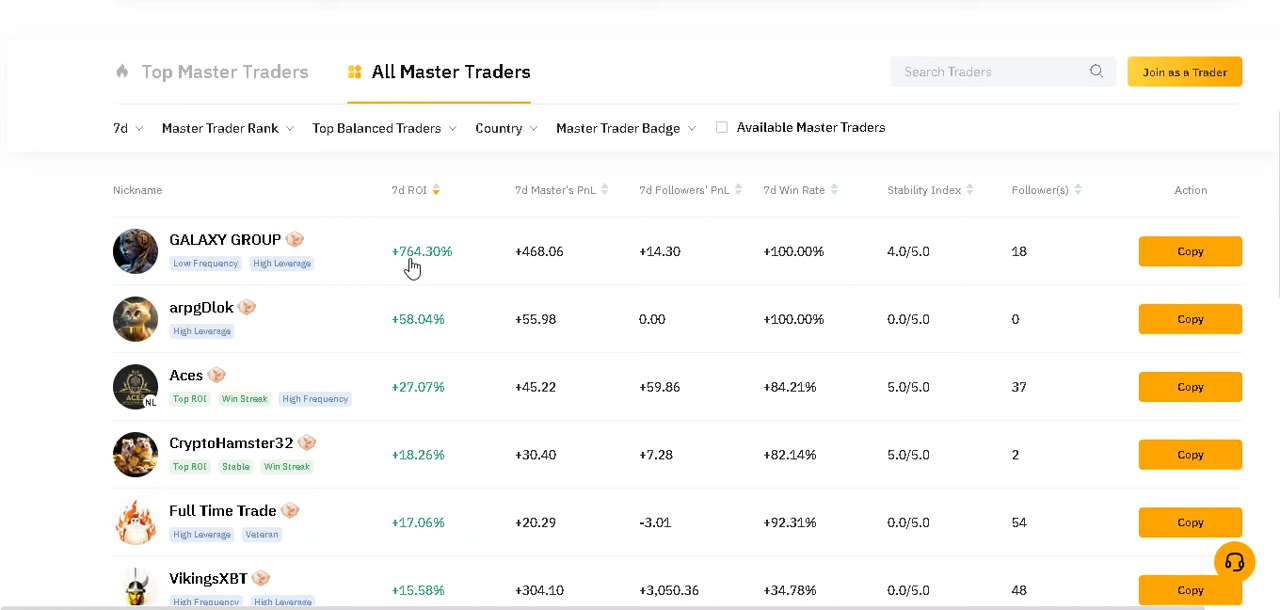 Top Master Traders All Master Traders Search Traders Join as a Trader
7d Master Trader Rank Top Balanced Traders Country Master Trader Badge Available Master Traders
Nickname 7d ROI 7d Master's PnL 7d Followers' PnL 7d Win Rate Stability Index Follower(s) Action
GALAXY GROUP
Low Frequency High Leverage
+764.30% +468.06 +14.30 +100.00% 4.0/5.0 18 Copy
arpgDlok
High Leverage
+58.04% +55.98 0.00 +100.00% 0.0/5.0 0 Copy
Aces
NL
Top ROI Win Streak High Frequency
+27.07% +45.22 +59.86 +84.21% 5.0/5.0 37 Copy
CryptoHamster32
Top ROI Stable Win Streak
+18.26% +30.40 +7.28 +82.14% 5.0/5.0 2 Copy
Full Time Trade
High Leverage Veteran
+17.06% +20.29 -3.01 +92.31% 0.0/5.0 54 Copy
VikingsXBT
High Frequency High Leverage
+15.58% +304.10 +3,050.36 +34.78% 0.0/5.0 48 Copy